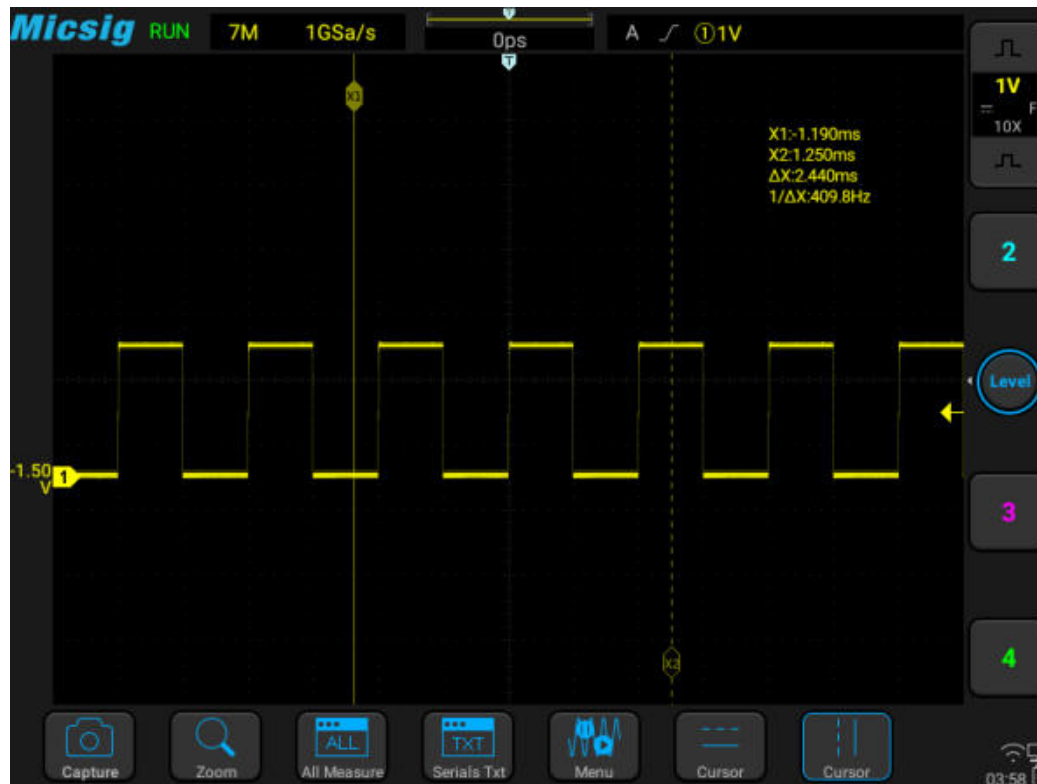 Micsig RUN 7M 1GSa/s 0ps A ①1V
T
T
X1
1V
F
10X
X1:-1.190ms
X2:1.250ms
ΔX:2.440ms
1/ΔX:409.8Hz
2
Level
-1.50
V
1
3
X2
4
Capture
Zoom
ALL
All Measure
TXT
Serials Txt
Menu
Cursor
Cursor
03:58